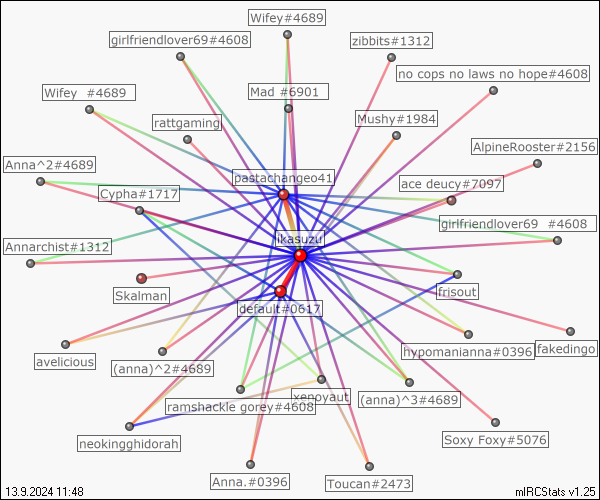 Wifey#4689
girlfriendlover69#4608
zibbits#1312
no cops no laws no hope#4608
Wifey  #4689
Mad #6901
rattgaming
Mushy#1984
AlpineRooster#2156
Anna^2#4689
pastachangeo41
ace deucy#7097
Cypha#1717
girlfriendlover69  #4608
ikasuzu
Annarchist#1312
Skalman
frisout
default#0617
avelicious
(anna)^2#4689
hypomanianna#0396
fakedingo
xenoyaut
(anna)^3#4689
ramshackle gorey#4608
neokingghidorah
Soxy Foxy#5076
Anna.#0396
Toucan#2473
13.9.2024 11:48
mIRCStats v1.25